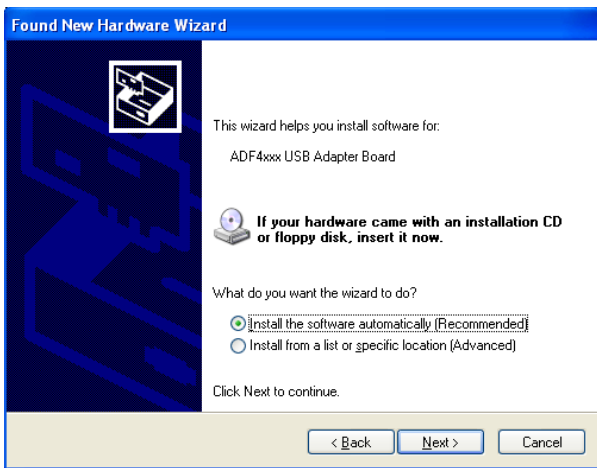 Found New Hardware Wizard
This wizard helps you install software for:
ADF4xxx USB Adapter Board
If your hardware came with an installation CD
or floppy disk, insert it now.
What do you want the wizard to do?
Install the software automatically (Recommended)
Install from a list or specific location (Advanced)
Click Next to continue.
< Back Next > Cancel